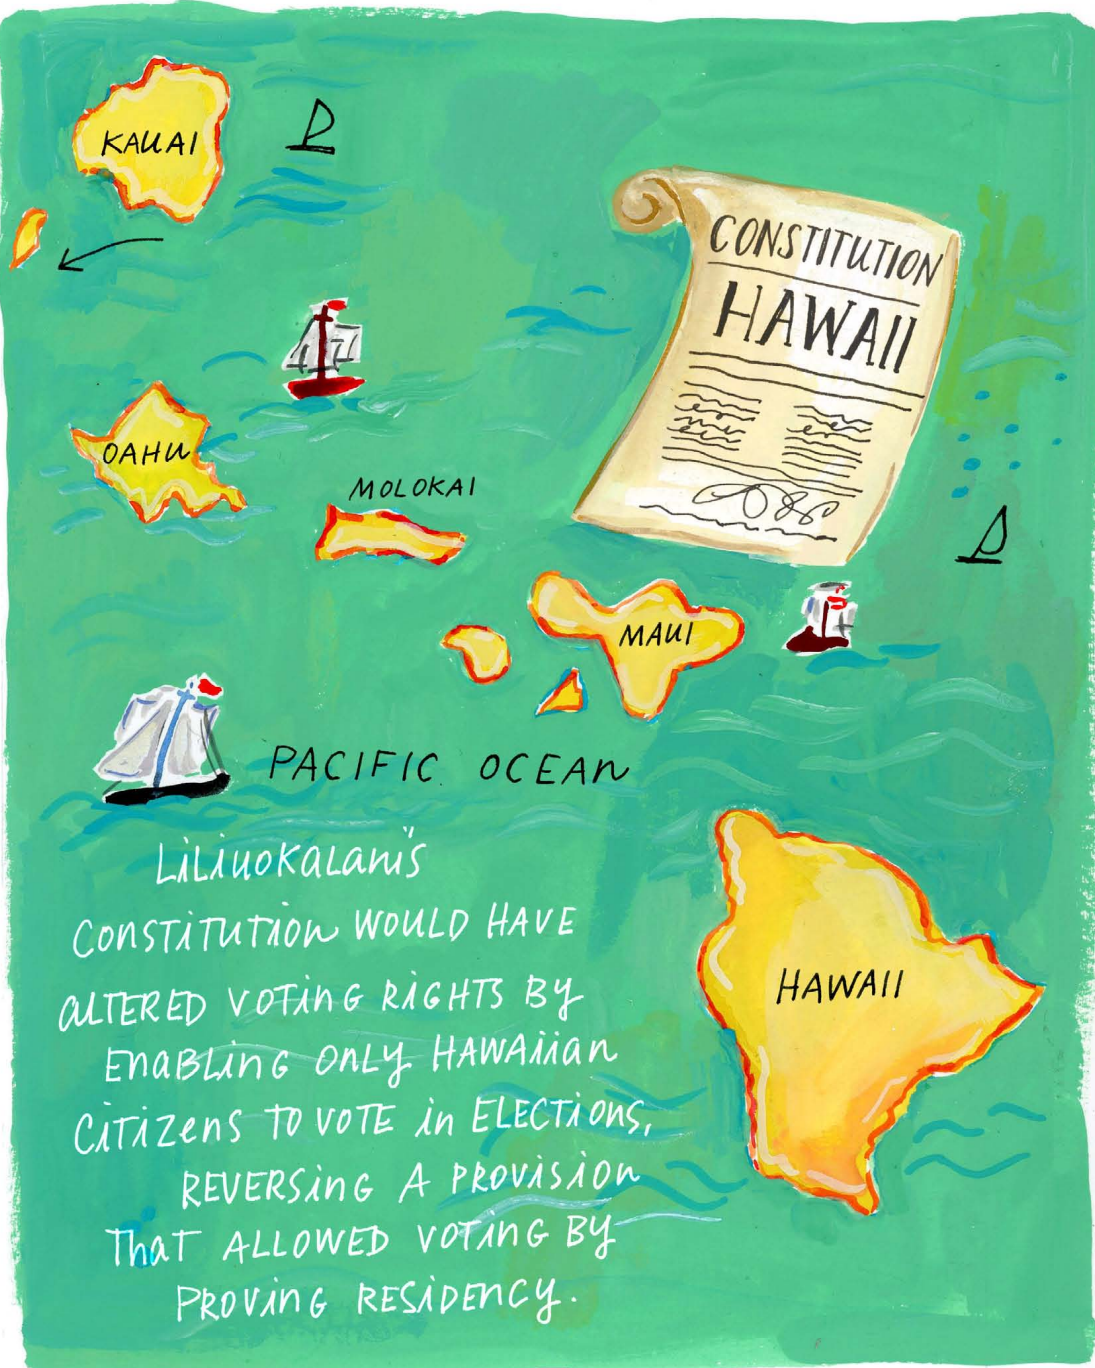 KAUAI
CONSTITUTION
HAWAII
OAHU
MOLOKAI
MAUI
PACIFIC OCEAN
HAWAII
LILIUOKALANI'S
CONSTITUTION WOULD HAVE
ALTERED VOTING RIGHTS BY
ENABLING ONLY HAWAIIAN
CITIZENS TO VOTE IN ELECTIONS,
REVERSING A PROVISION
THAT ALLOWED VOTING BY
PROVING RESIDENCY.